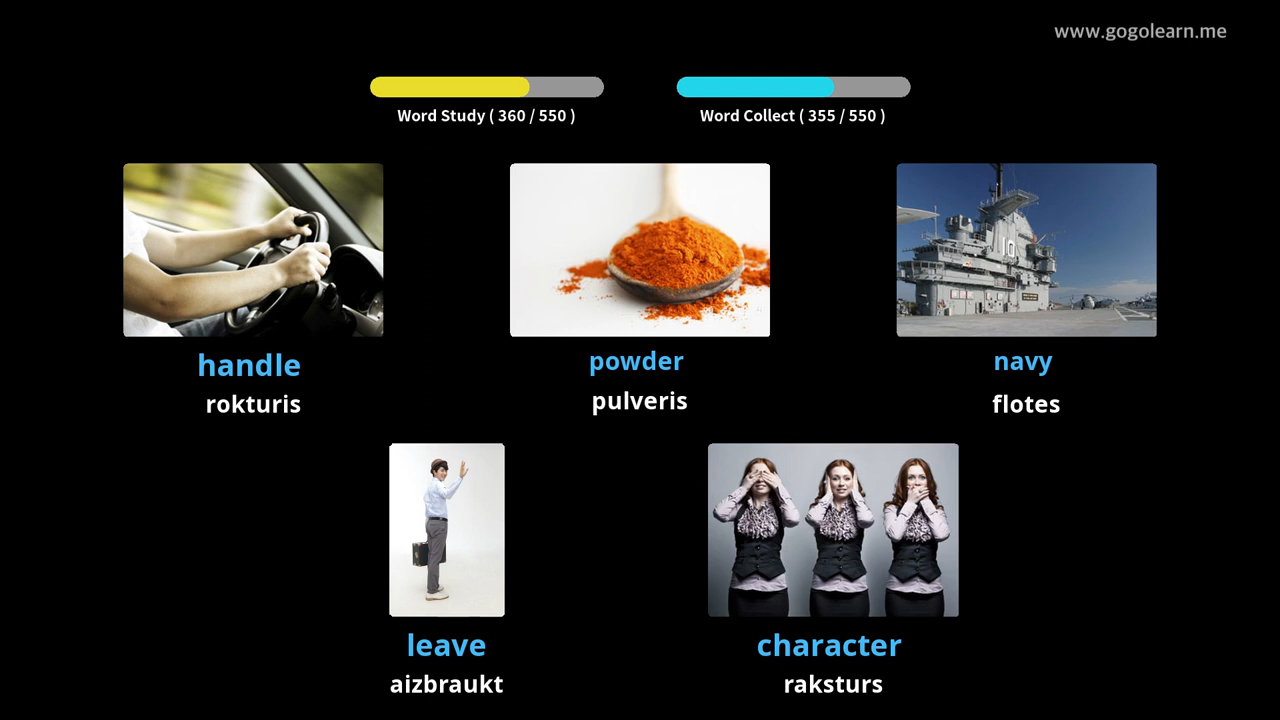 www.gogolearn.me
Word Study ( 360 / 550 )
Word Collect ( 355 / 550 )
16
handle
rokturis
powder
pulveris
navy
flotes
leave
aizbraukt
character
raksturs